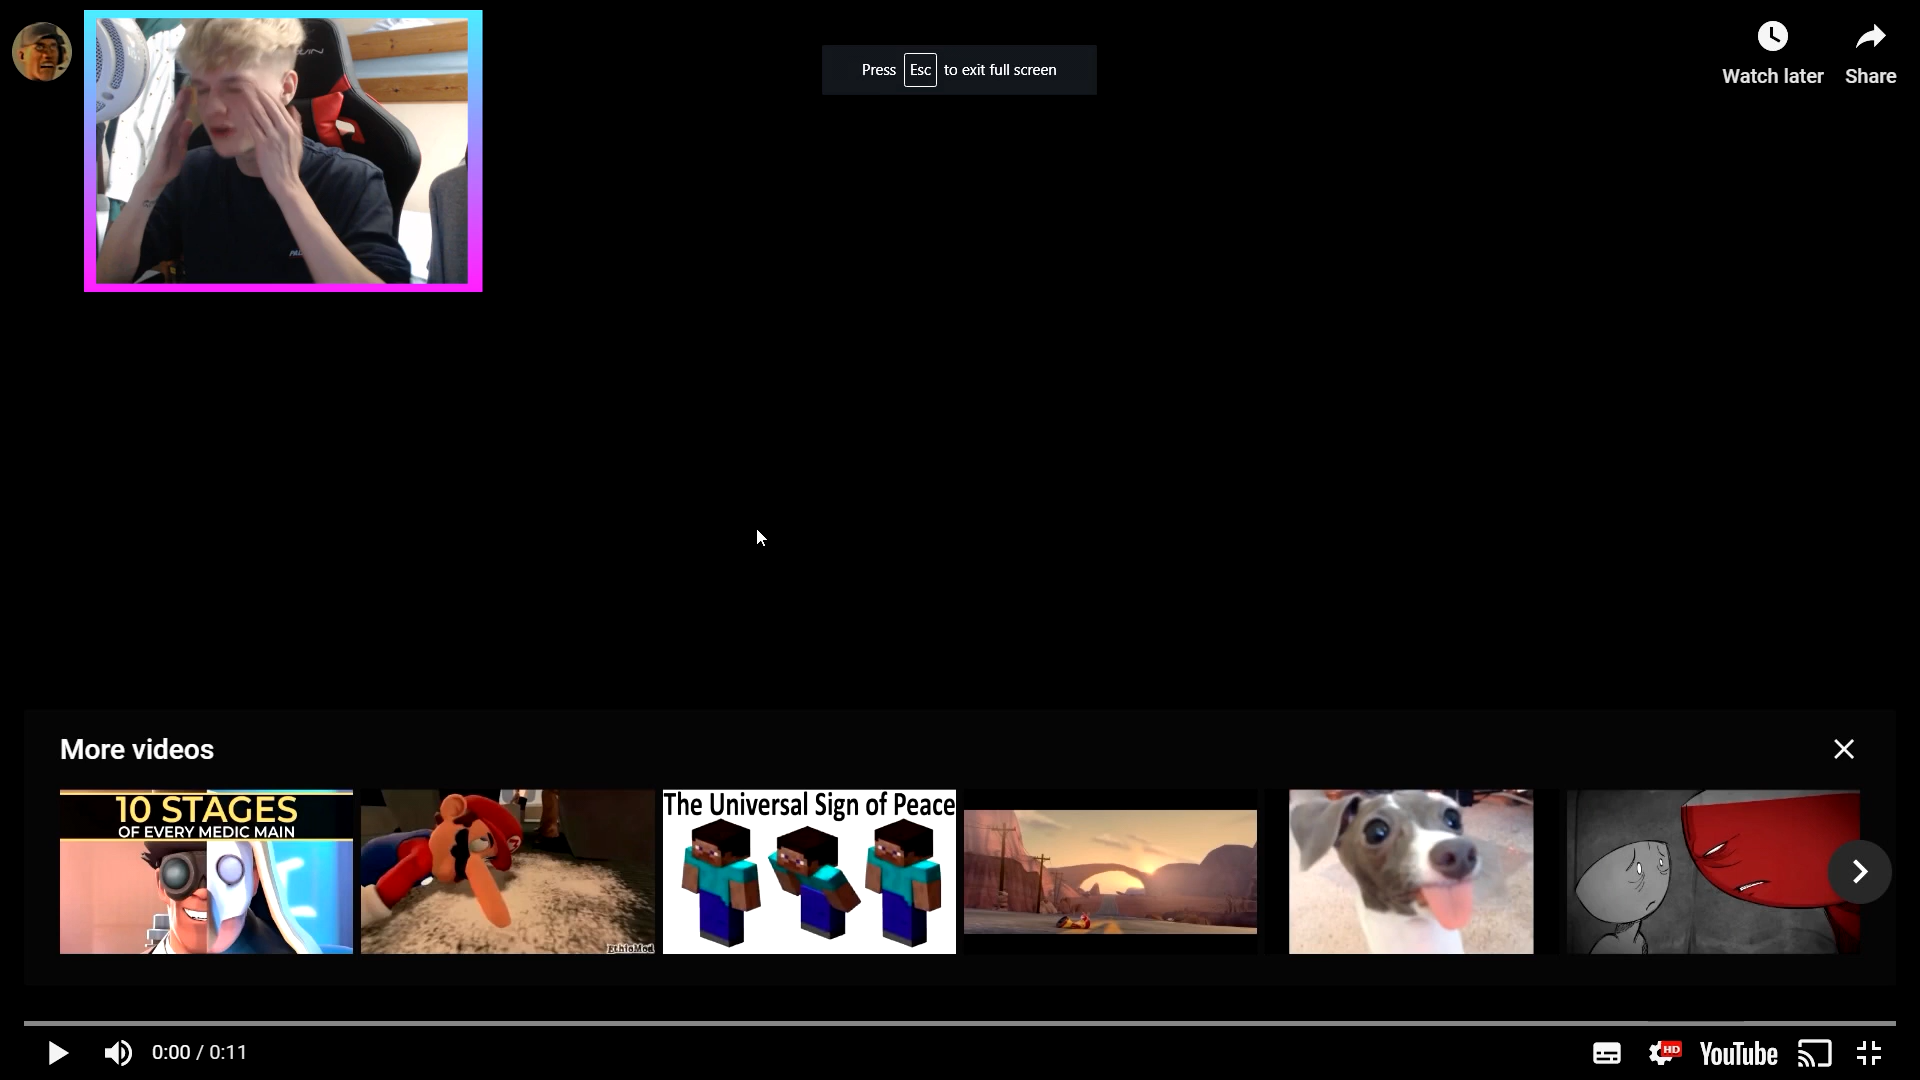 Press Esc to exit full screen
Watch later
Share
More videos
10 STAGES
OF EVERY MEDIC MAIN
The Universal Sign of Peace
0:00 / 0:11
HD
YouTube